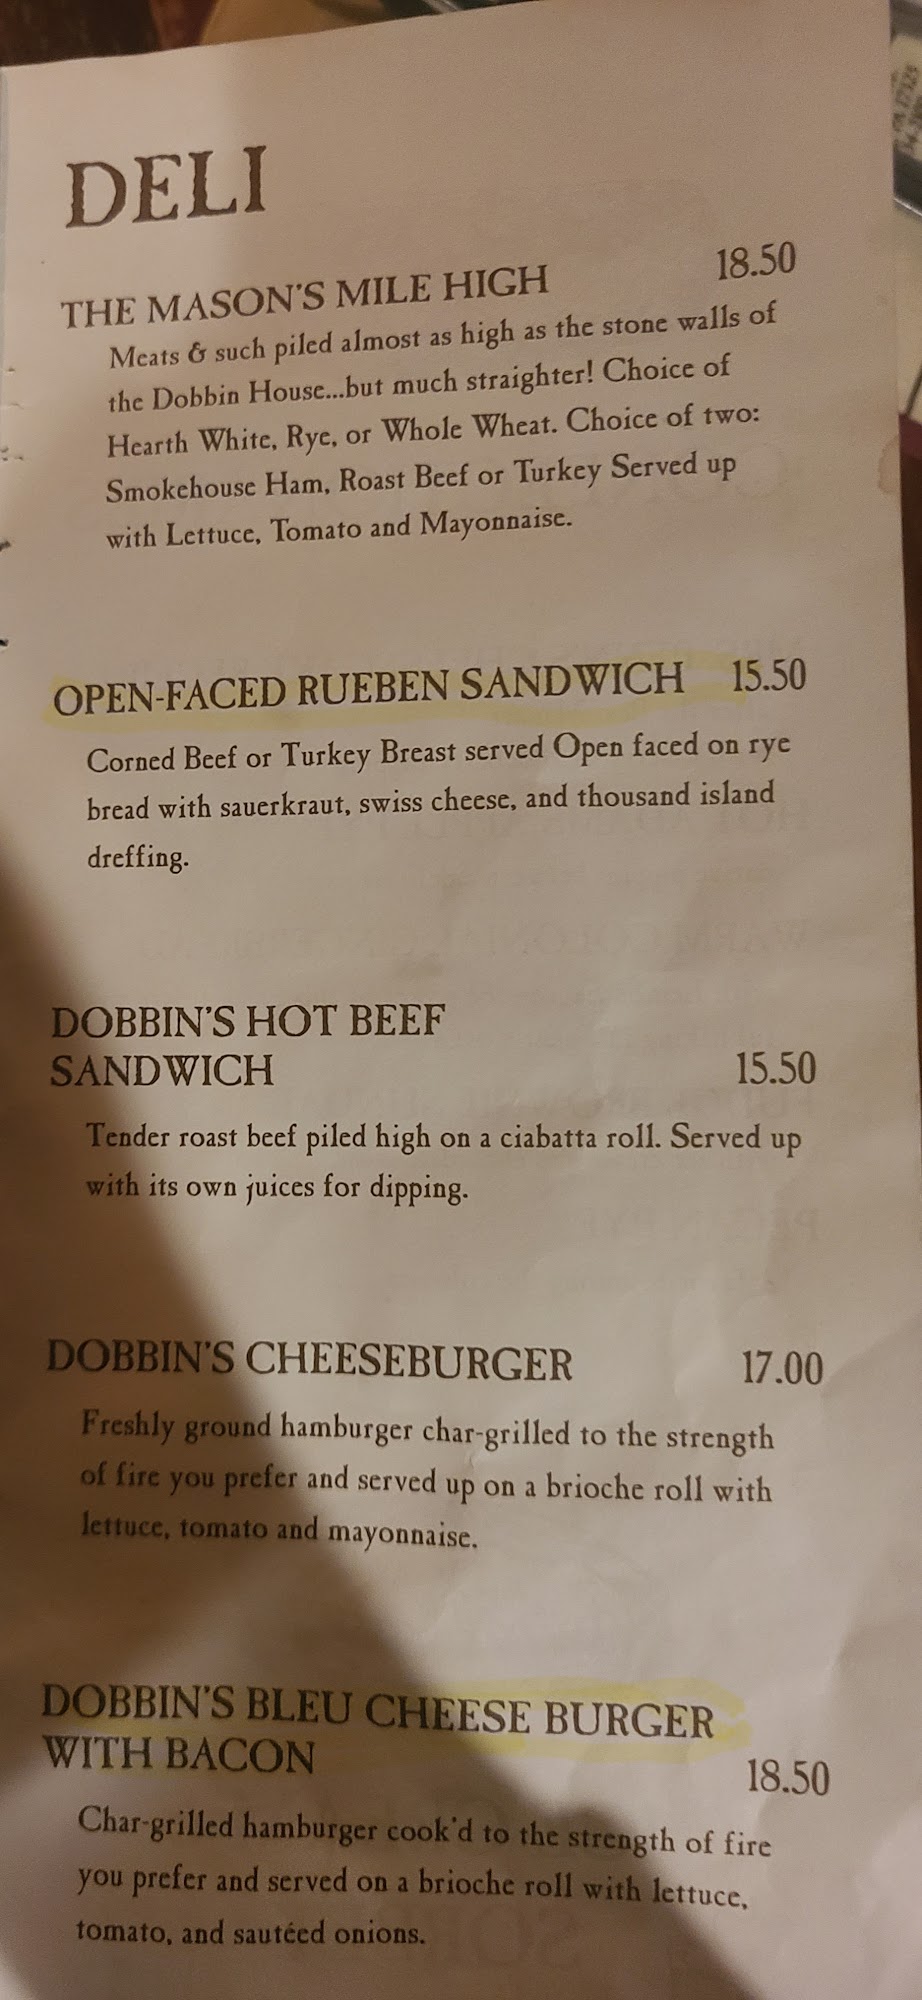 DELI
THE MASON'S MILE HIGH 18.50
Meats & such piled almost as high as the stone walls of
the Dobbin House...but much straighter! Choice of
Hearth White, Rye, or Whole Wheat. Choice of two:
Smokehouse Ham, Roast Beef or Turkey Served up
with Lettuce, Tomato and Mayonnaise.
OPEN-FACED RUEBEN SANDWICH 15.50
Corned Beef or Turkey Breast served Open faced on rye
bread with sauerkraut, swiss cheese, and thousand island
dreffing.
DOBBIN'S HOT BEEF
SANDWICH 15.50
Tender roast beef piled high on a ciabatta roll. Served up
with its own juices for dipping.
DOBBIN'S CHEESEBURGER 17.00
Freshly ground hamburger char-grilled to the strength
of fire you prefer and served up on a brioche roll with
lettuce, tomato and mayonnaise.
DOBBIN'S BLEU CHEESE BURGER
WITH BACON 18.50
Char-grilled hamburger cook'd to the strength of fire
you prefer and served on a brioche roll with lettuce,
tomato, and sautéed onions.